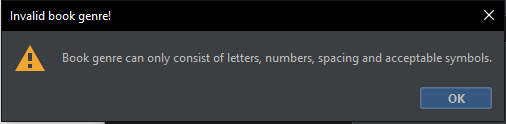 Invalid book genre!
Book genre can only consist of letters, numbers, spacing and acceptable symbols.
OK